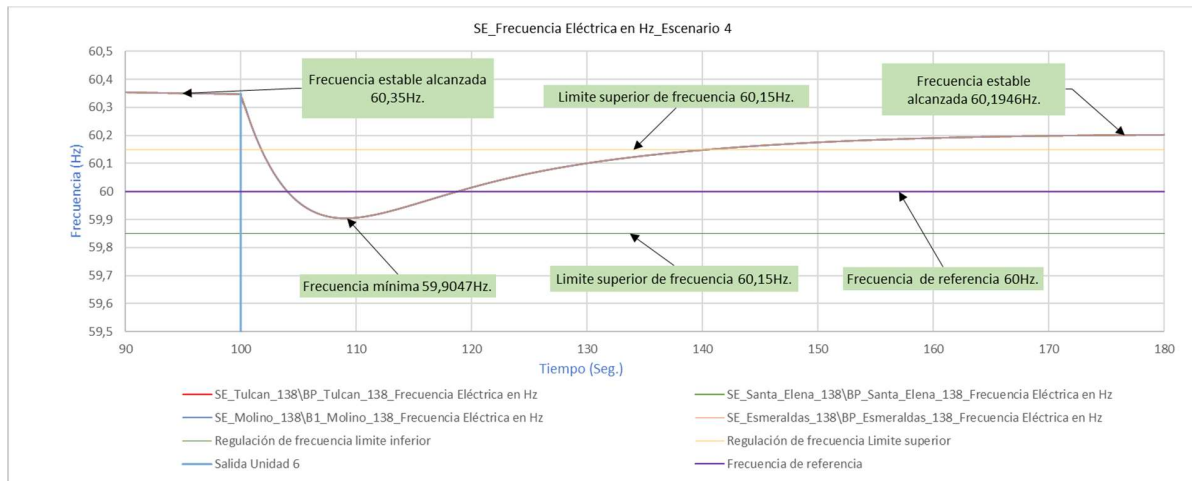 SE_Frecuencia Eléctrica en Hz_Escenario 4
60,5
60,4
60,3
60,2
60,1
60
59,9
59,8
59,7
59,6
59,5
Frecuencia (Hz)
Frecuencia estable alcanzada
60,35Hz.
Limite superior de frecuencia 60,15Hz.
Frecuencia estable
alcanzada 60,1946Hz.
Frecuencia mínima 59,9047Hz.
Limite superior de frecuencia 60,15Hz.
Frecuencia de referencia 60Hz.
90
100
110
120
130
140
150
160
170
180
Tiempo (Seg.)
SE_Tulcan_138\BP_Tulcan_138_Frecuencia Eléctrica en Hz
SE_Santa_Elena_138\BP_Santa_Elena_138_Frecuencia Eléctrica en Hz
SE_Molino_138\B1_Molino_138_Frecuencia Eléctrica en Hz
SE_Esmeraldas_138\BP_Esmeraldas_138_Frecuencia Eléctrica en Hz
Regulación de frecuencia limite inferior
Regulación de frecuencia Limite superior
Salida Unidad 6
Frecuencia de referencia